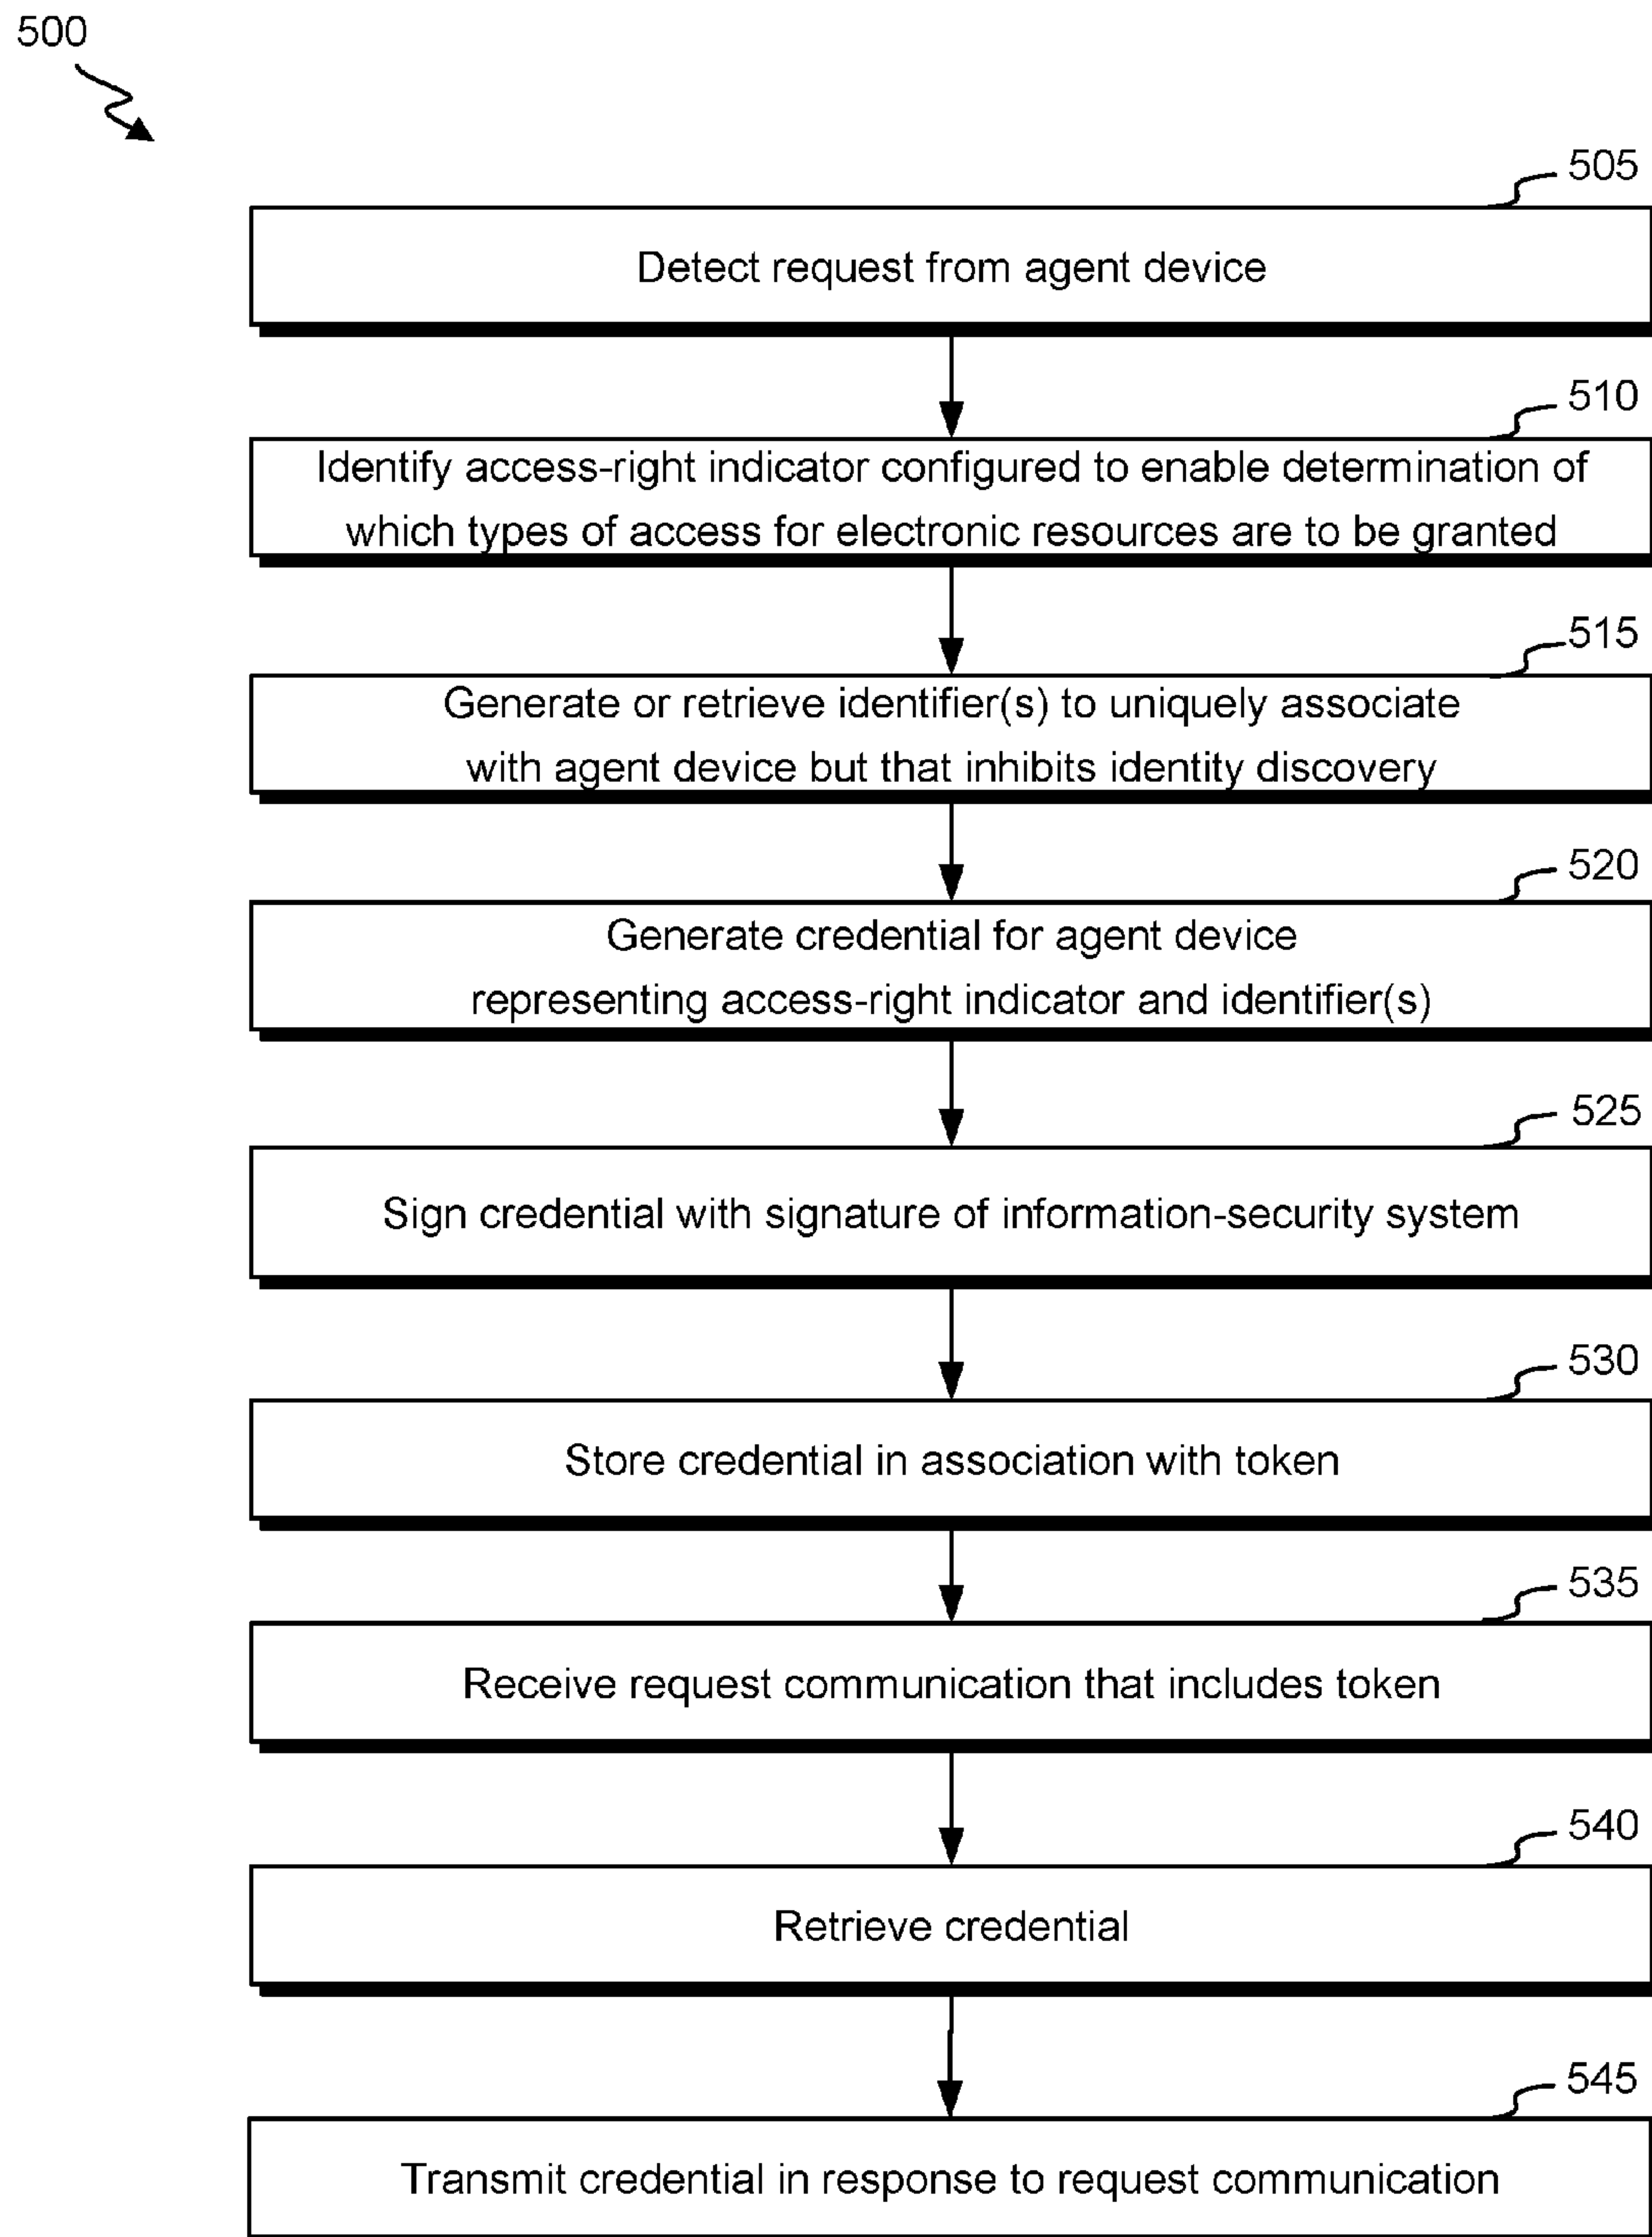 500
505
Detect request from agent device
510
Identify access-right indicator configured to enable determination of
which types of access for electronic resources are to be granted
515
Generate or retrieve identifier(s) to uniquely associate
with agent device but that inhibits identity discovery
520
Generate credential for agent device
representing access-right indicator and identifier(s)
525
Sign credential with signature of information-security system
530
Store credential in association with token
535
Receive request communication that includes token
540
Retrieve credential
545
Transmit credential in response to request communication